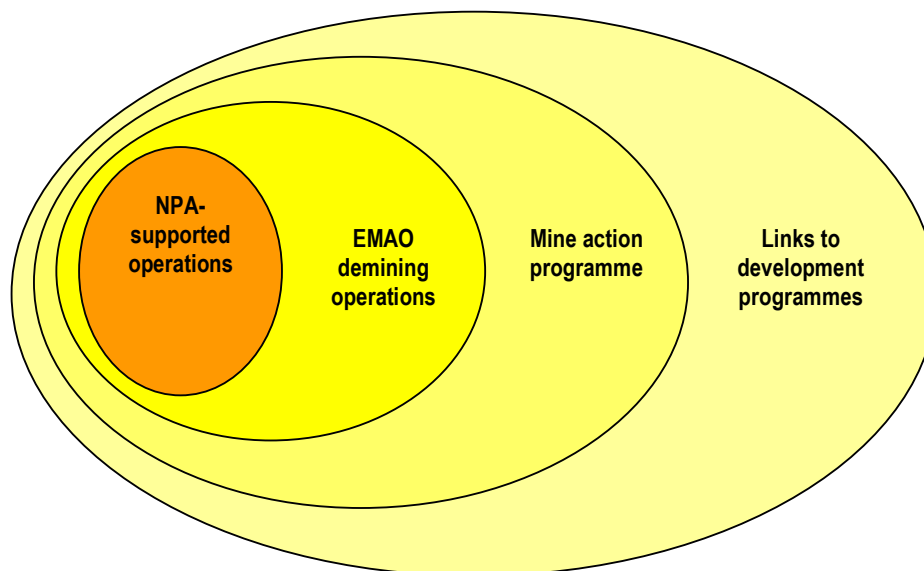 NPA-
supported
operations
EMAO
demining
operations
Mine action
programme
Links to
development
programmes